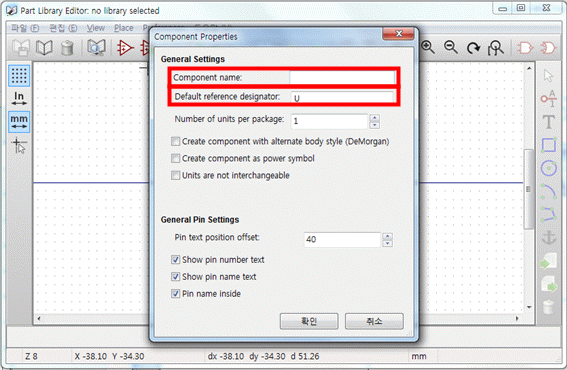 Part Library Editor: no library selected
파일 (F) 편집 (E) View Place
Component Properties
General Settings
Component name:
Default reference designator: U
Number of units per package: 1
Create component with alternate body style (DeMorgan)
Create component as power symbol
Units are not interchangeable
General Pin Settings
Pin text position offset: 40
Show pin number text
Show pin name text
Pin name inside
확인 취소
In
mm
T
Z 8 X -38.10 Y -34.30 dx -38.10 dy -34.30 d 51.26 mm